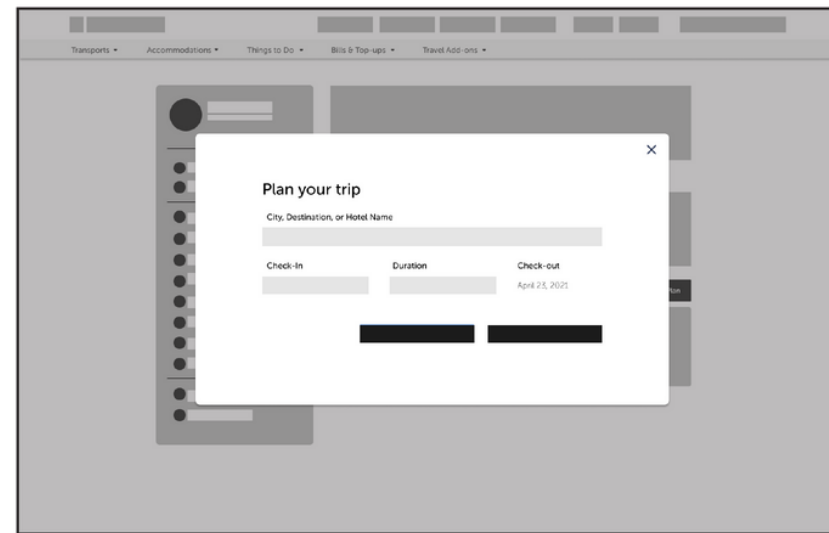 Transports Accommodations Things to Do Bills & Top-ups Travel Add-ons
Plan your trip
City, Destination, or Hotel Name
Check-In Duration Check-out
April 23, 2021